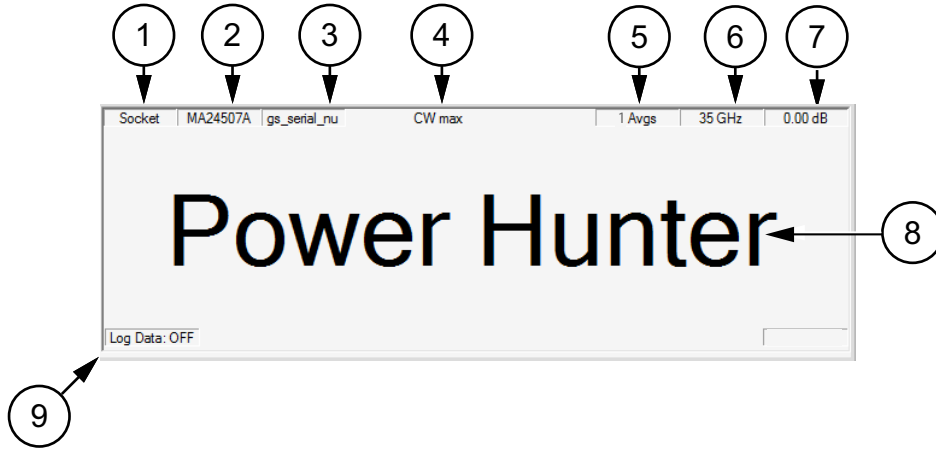 1 2 3 4 5 6 7
Socket MA24507A gs_serial_nu CW max 1 Avgs 35 GHz 0.00 dB
Power Hunter 8
Log Data: OFF
9